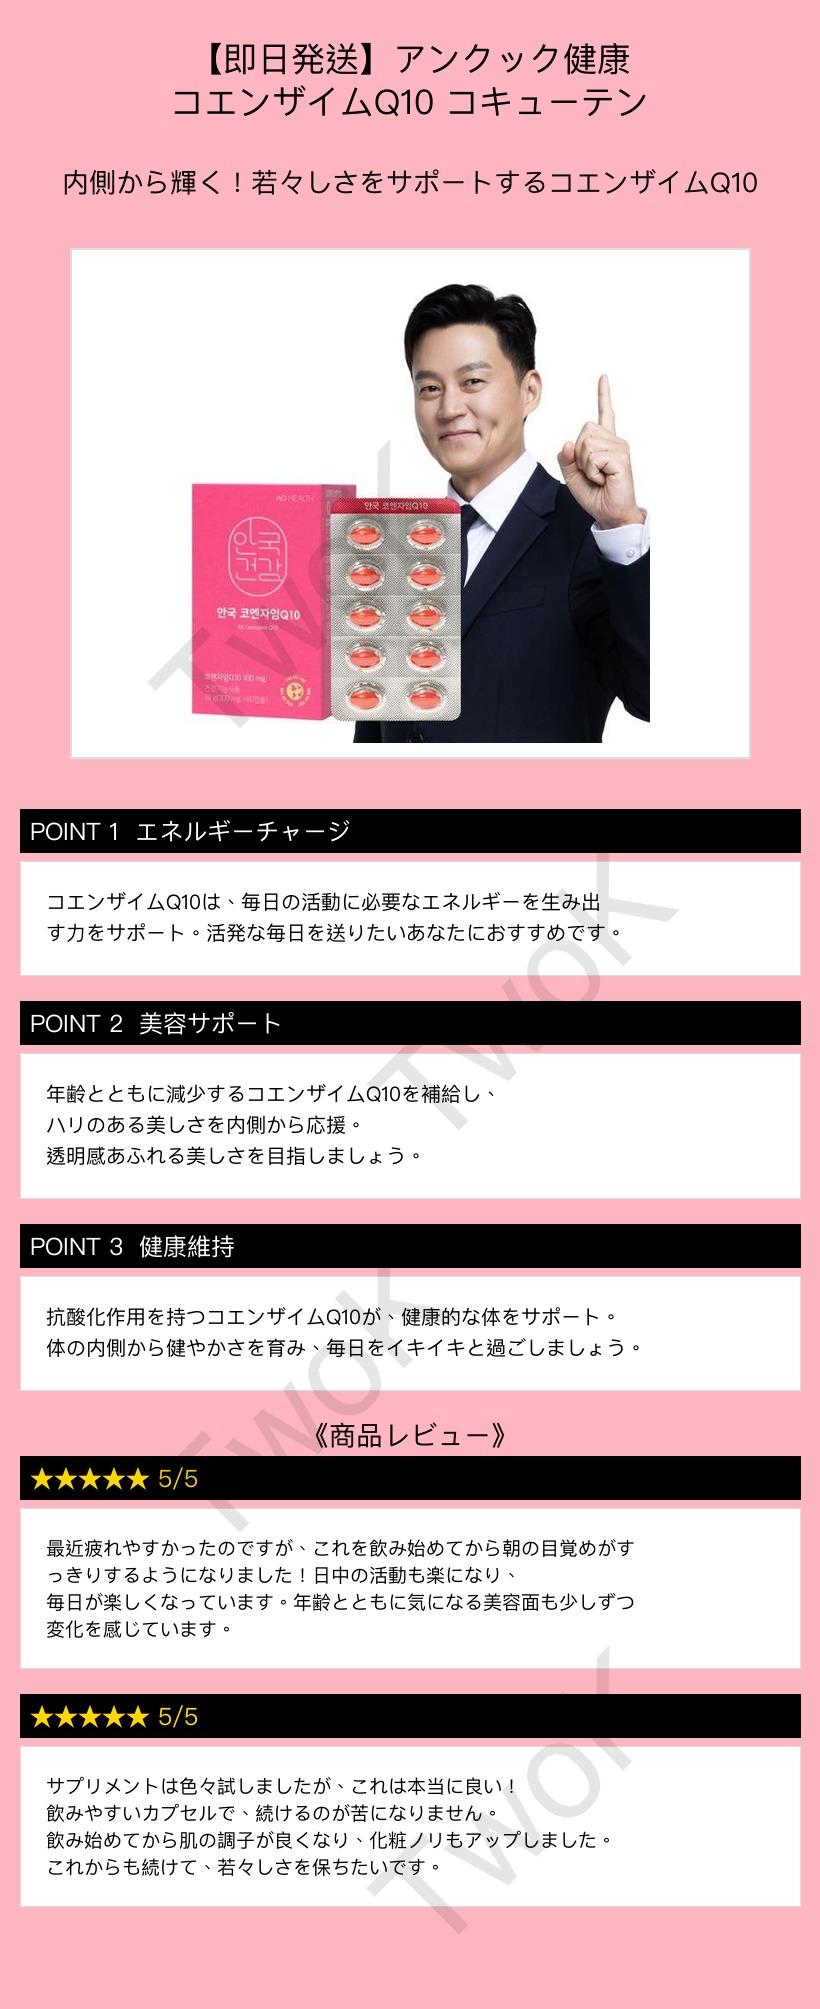 【即日発送】アンクック健康
コエンザイムQ10 コキューテン
内側から輝く！若々しさをサポートするコエンザイムQ10
AG HEALTH
안국
건강
안국 코엔자임Q10
AG Coenzyme Q10
코엔자임Q10 100 mg
건강기능식품
안국 코엔자임Q10
POINT 1 エネルギーチャージ
コエンザイムQ10は、毎日の活動に必要なエネルギーを生み出
す力をサポート。活発な毎日を送りたいあなたにおすすめです。
POINT 2 美容サポート
年齢とともに減少するコエンザイムQ10を補給し、
ハリのある美しさを内側から応援。
透明感あふれる美しさを目指しましょう。
POINT 3 健康維持
抗酸化作用を持つコエンザイムQ10が、健康的な体をサポート。
体の内側から健やかさを育み、毎日をイキイキと過ごしましょう。
《商品レビュー》
★★★★★ 5/5
最近疲れやすかったのですが、これを飲み始めてから朝の目覚めがす
っきりするようになりました！日中の活動も楽になり、
毎日が楽しくなっています。年齢とともに気になる美容面も少しずつ
変化を感じています。
★★★★★ 5/5
サプリメントは色々試しましたが、これは本当に良い！
飲みやすいカプセルで、続けるのが苦になりません。
飲み始めてから肌の調子が良くなり、化粧ノリもアップしました。
これからも続けて、若々しさを保ちたいです。
TwoK
TwoK
TwoK
TwoK